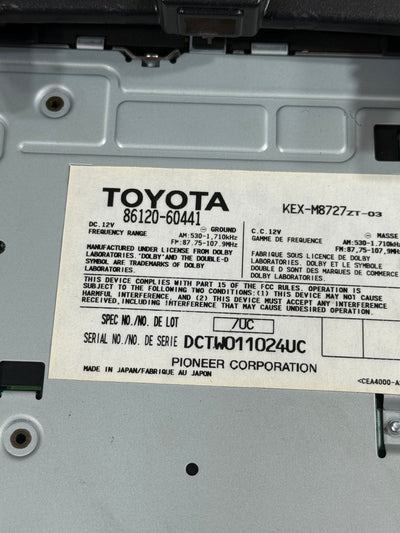 TOYOTA
86120-60441
KEX-M8727ZT-03
DC.12V ⊖ GROUND
FREQUENCY RANGE AM:530-1,710kHz
FM:87.75-107.9MHz
C.C.12V ⊖ MASSE
GAMME DE FREQUENCE AM:530-1,710k
FM:87,75-107,9M
MANUFACTURED UNDER LICENSE FROM DOLBY
LABORATORIES. 'DOLBY' AND THE DOUBLE-D
SYMBOL ARE TRADEMARKS OF DOLBY
LABORATORIES.
FABRIQUE SOUS LICENCE DE DOLBY
LABORATORIES. DOLBY ET LE SYMBOLE
DOUBLE D SONT DES MARQUES DE COMMERCE DE
DOLBY LABORATORIES.
THIS DEVICE COMPLIES WITH PART 15 OF THE FCC RULES. OPERATION IS
SUBJECT TO THE FOLLOWING TWO CONDITIONS:(1) THIS DEVICE MAY NOT CAUSE
HARMFUL INTERFERENCE, AND (2) THIS DEVICE MUST ACCEPT ANY INTERFERENCE
RECEIVED, INCLUDING INTERFERENCE THAT MAY CAUSE UNDESIRED OPERATION.
SPEC NO./NO. DE LOT /UC
SERIAL NO./NO. DE SERIE DCTW011024UC
PIONEER CORPORATION
MADE IN JAPAN/FABRIQUE AU JAPON
<CEA4000-A